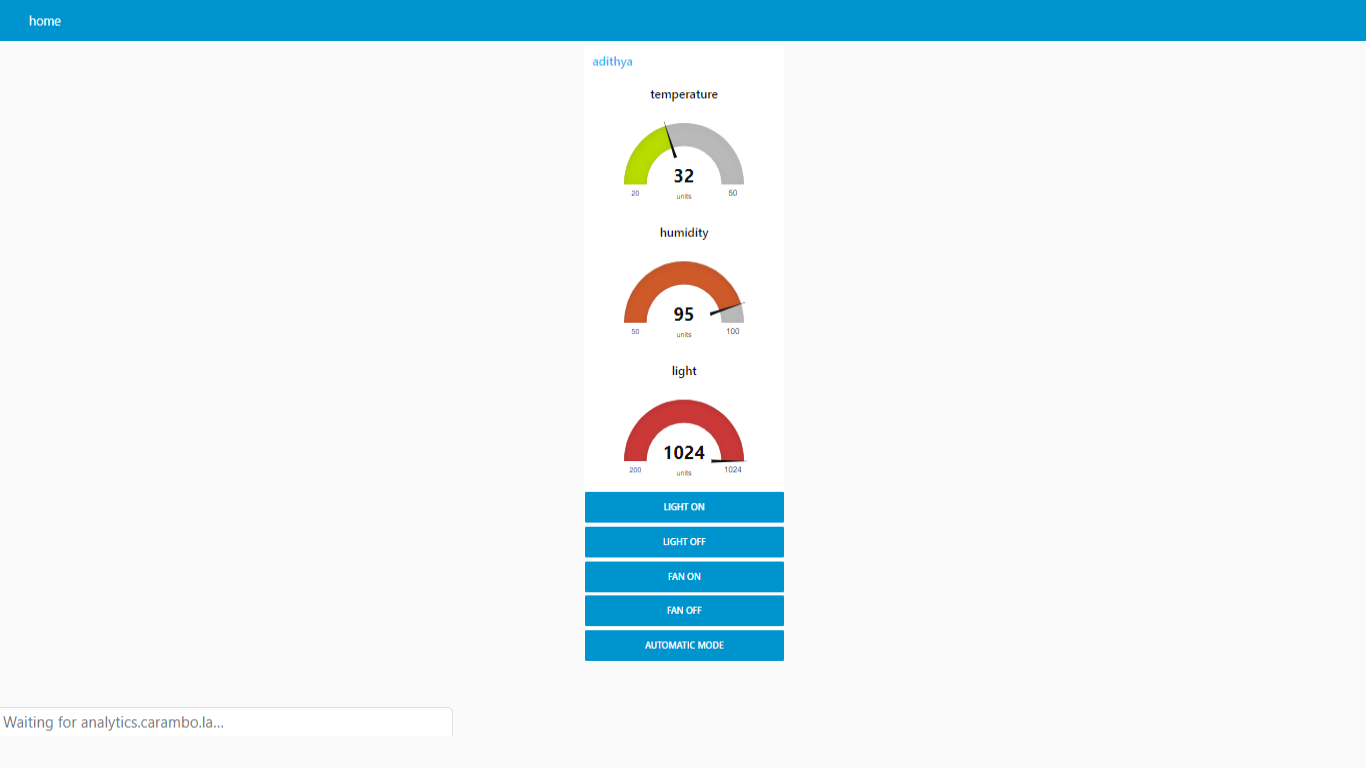 home
adithya
temperature
32
units
20
50
humidity
95
units
50
100
light
1024
units
200
1024
LIGHT ON
LIGHT OFF
FAN ON
FAN OFF
AUTOMATIC MODE
Waiting for analytics.carambo.la...